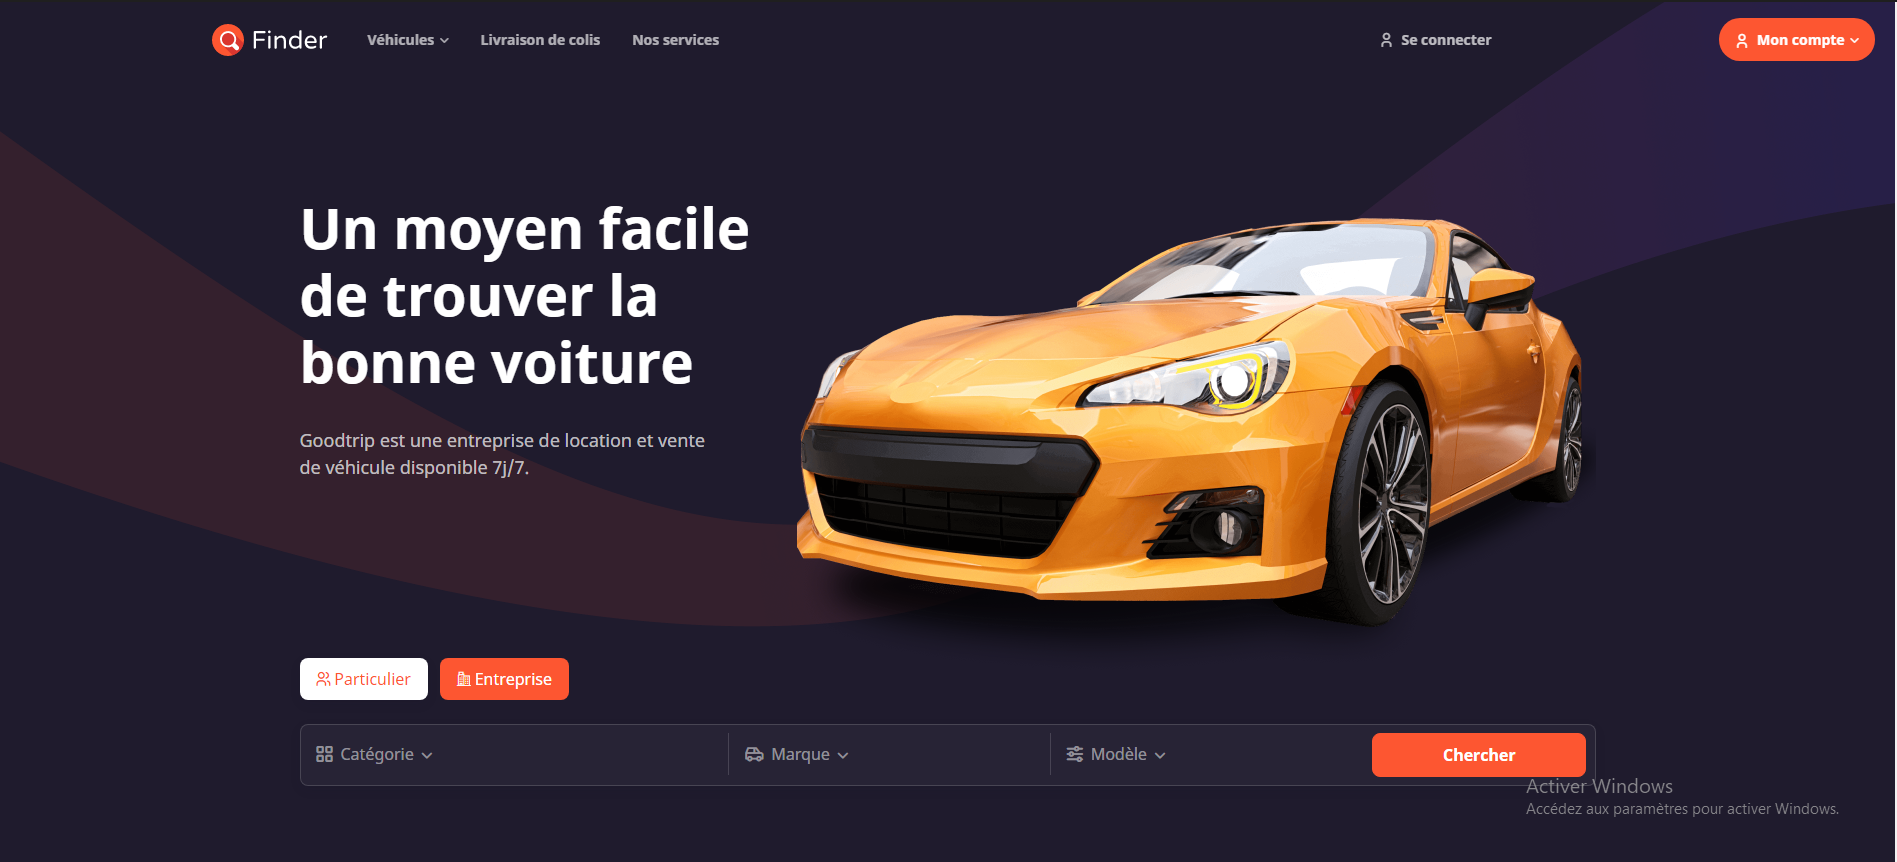 Finder
Véhicules
Livraison de colis
Nos services
Se connecter
Mon compte
Un moyen facile
de trouver la
bonne voiture
Goodtrip est une entreprise de location et vente
de véhicule disponible 7j/7.
Particulier
Entreprise
Catégorie
Marque
Modèle
Chercher
Activer Windows
Accédez aux paramètres pour activer Windows.